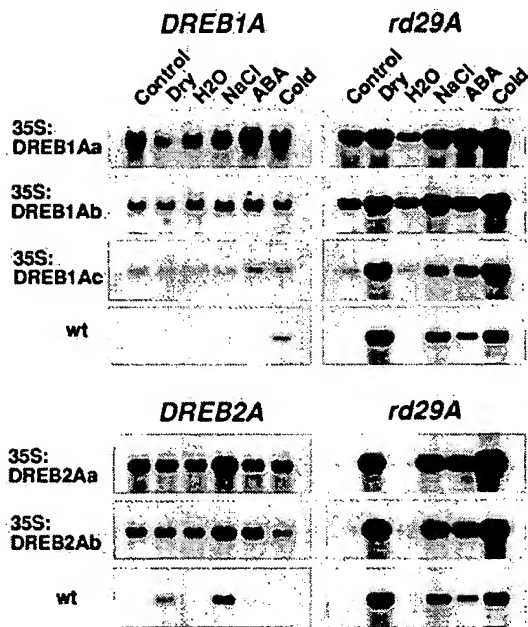 DREB1A rd29A
Control Dry H2O NaCl ABA Cold Control Dry H2O NaCl ABA Cold
35S:
DREB1Aa
35S:
DREB1Ab
35S:
DREB1Ac
wt
DREB2A rd29A
35S:
DREB2Aa
35S:
DREB2Ab
wt